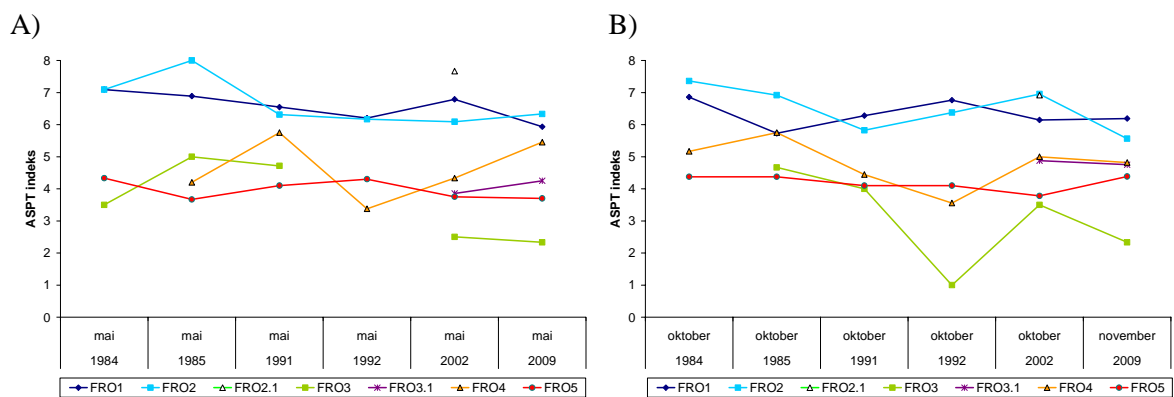 A)
B)
ASPT indeks
8
7
6
5
4
3
2
1
0
mai mai mai mai mai mai
1984 1985 1991 1992 2002 2009
FRO1 FRO2 FRO2.1 FRO3 FRO3.1 FRO4 FRO5
ASPT indeks
8
7
6
5
4
3
2
1
0
oktober oktober oktober oktober oktober november
1984 1985 1991 1992 2002 2009
FRO1 FRO2 FRO2.1 FRO3 FRO3.1 FRO4 FRO5